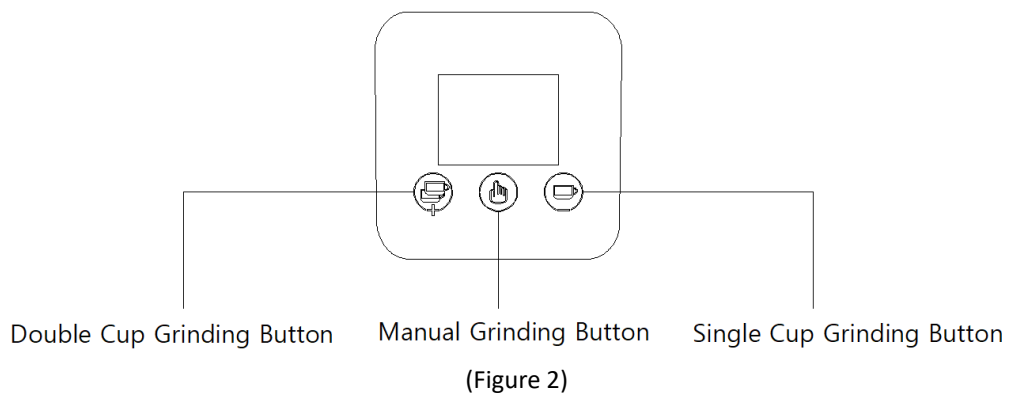 Double Cup Grinding Button
Manual Grinding Button
Single Cup Grinding Button
(Figure 2)